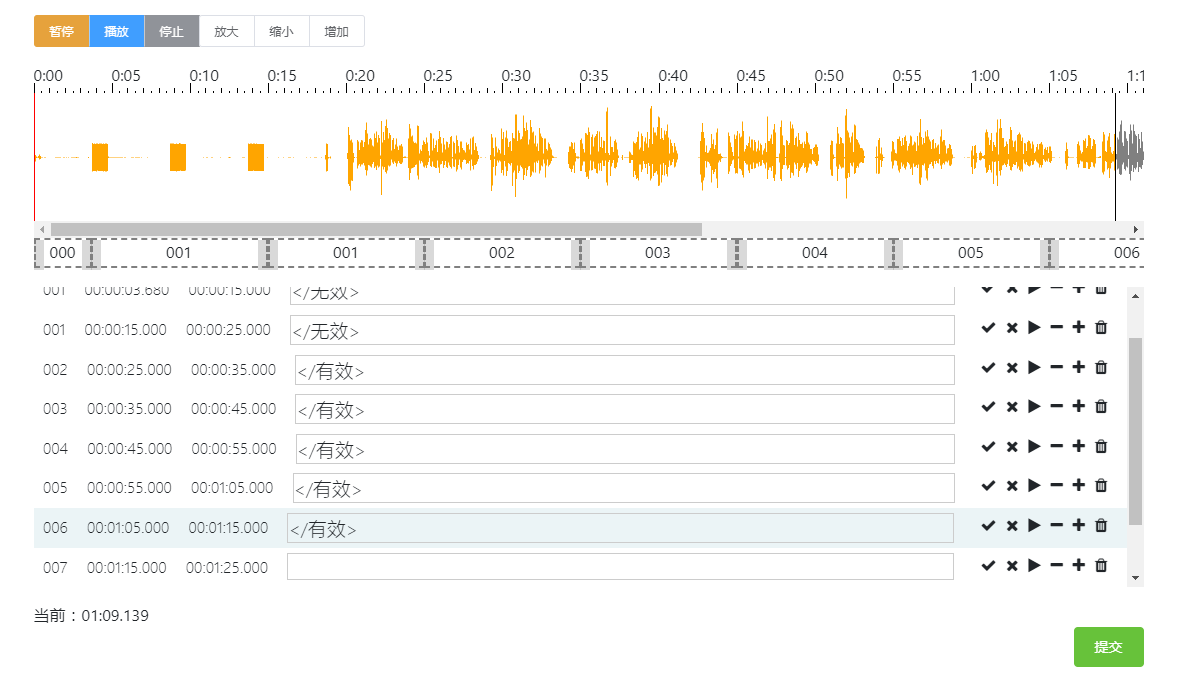 暂停 播放 停止 放大 缩小 增加
0:00 0:05 0:10 0:15 0:20 0:25 0:30 0:35 0:40 0:45 0:50 0:55 1:00 1:05 1:1
000 001 001 002 003 004 005 006
001 00:00:03.680 00:00:15.000 </无效>
001 00:00:15.000 00:00:25.000 </无效>
002 00:00:25.000 00:00:35.000 </有效>
003 00:00:35.000 00:00:45.000 </有效>
004 00:00:45.000 00:00:55.000 </有效>
005 00:00:55.000 00:01:05.000 </有效>
006 00:01:05.000 00:01:15.000 </有效>
007 00:01:15.000 00:01:25.000
当前：01:09.139
提交